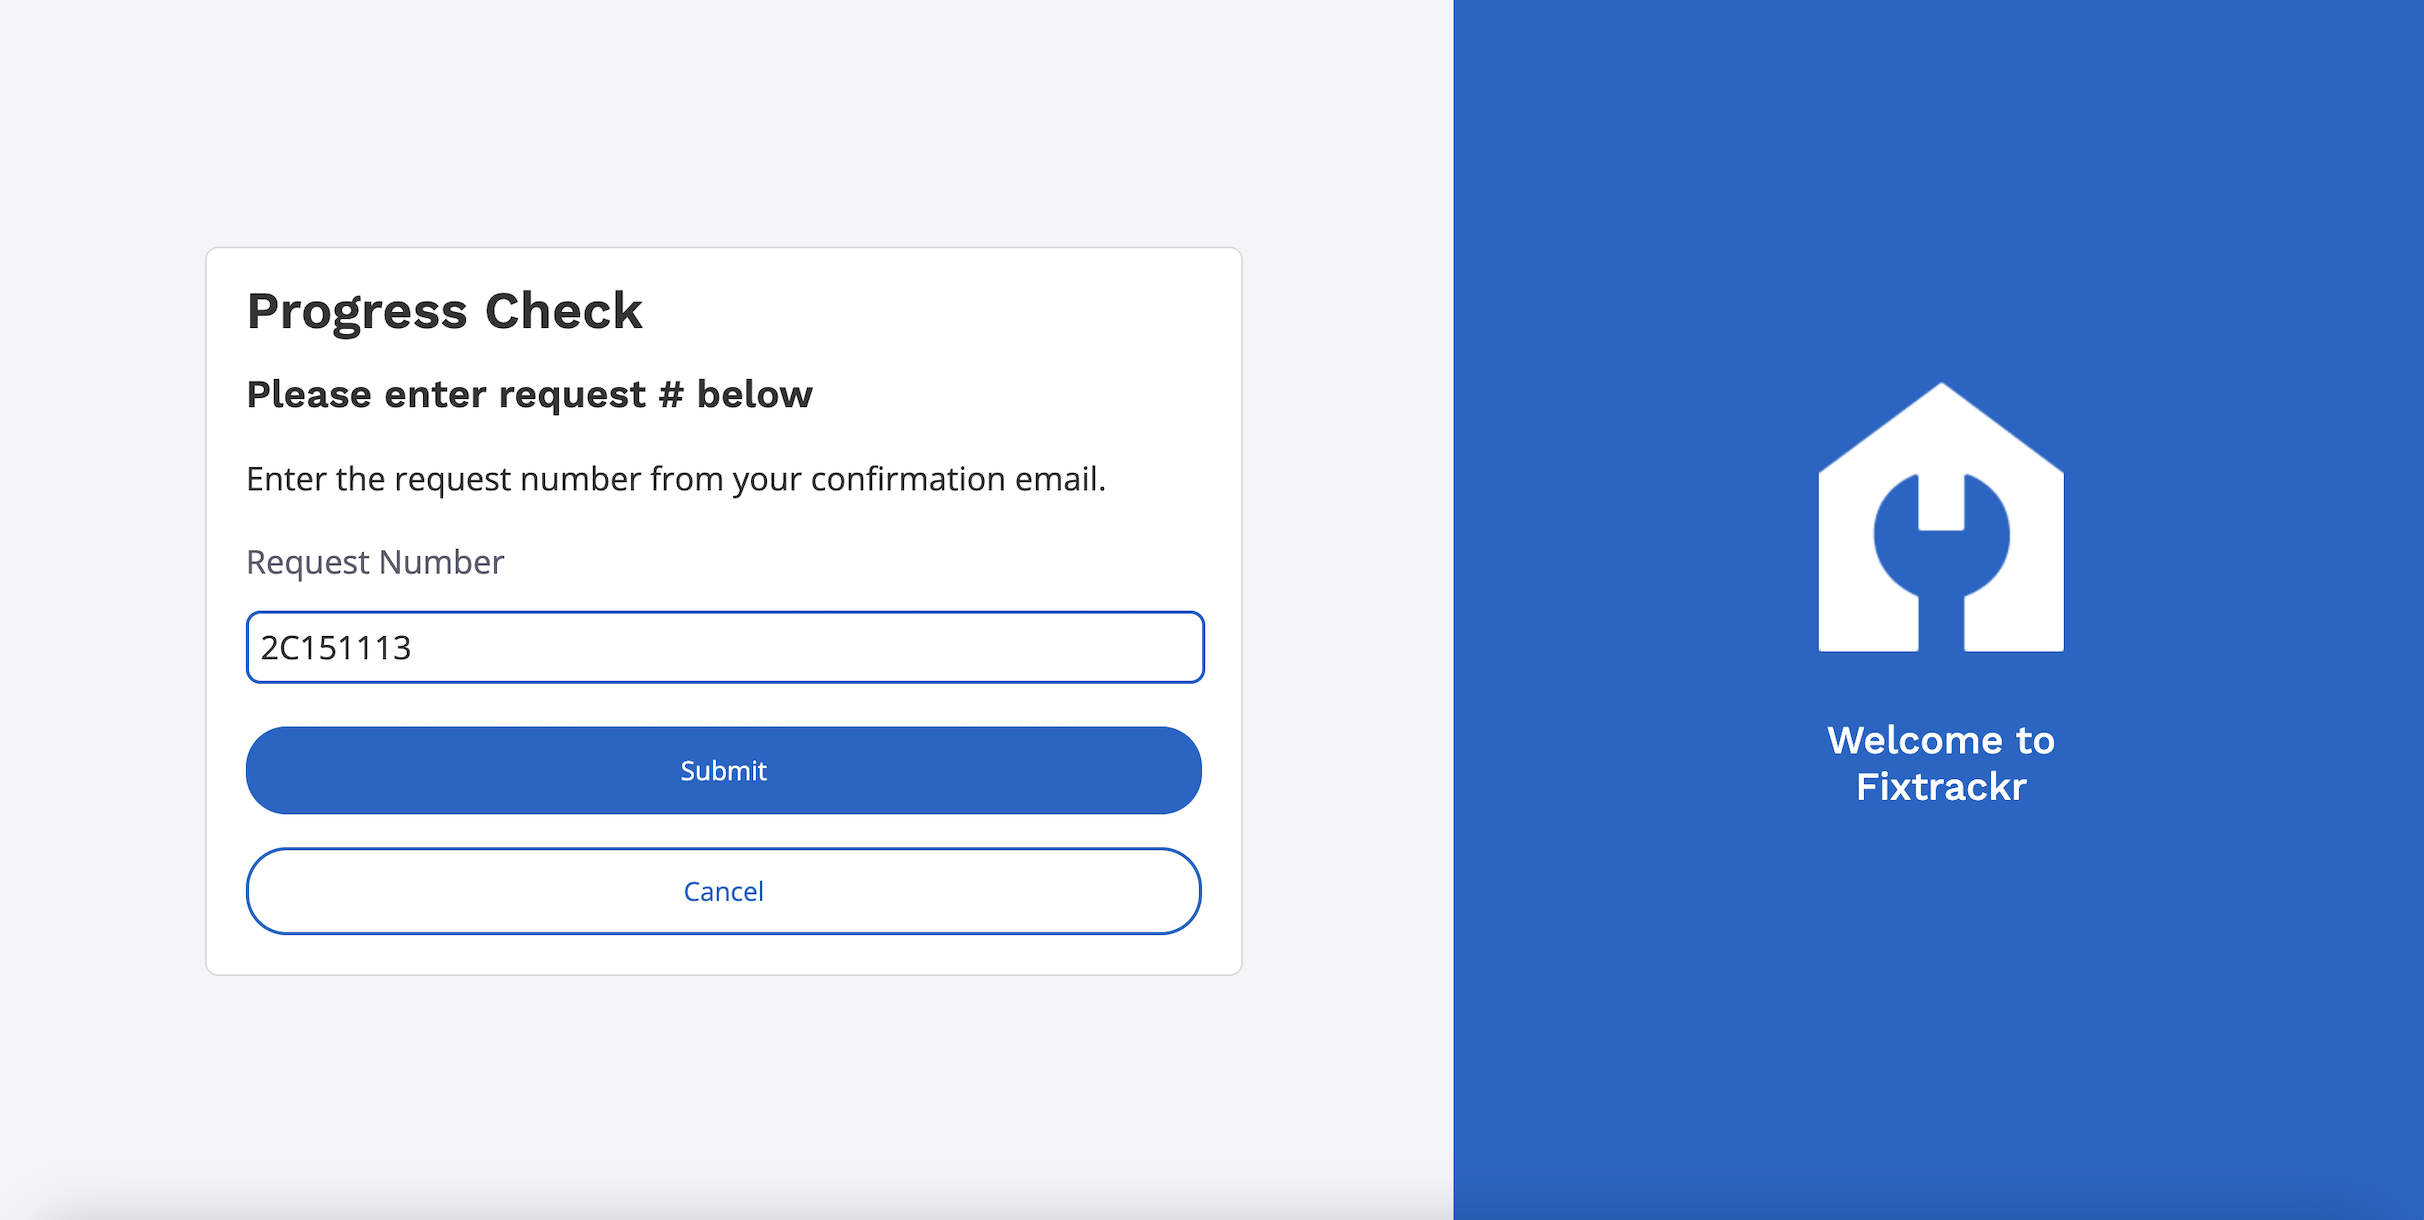 Progress Check
Please enter request # below
Enter the request number from your confirmation email.
Request Number
2C151113
Submit
Cancel
Welcome to
Fixtrackr